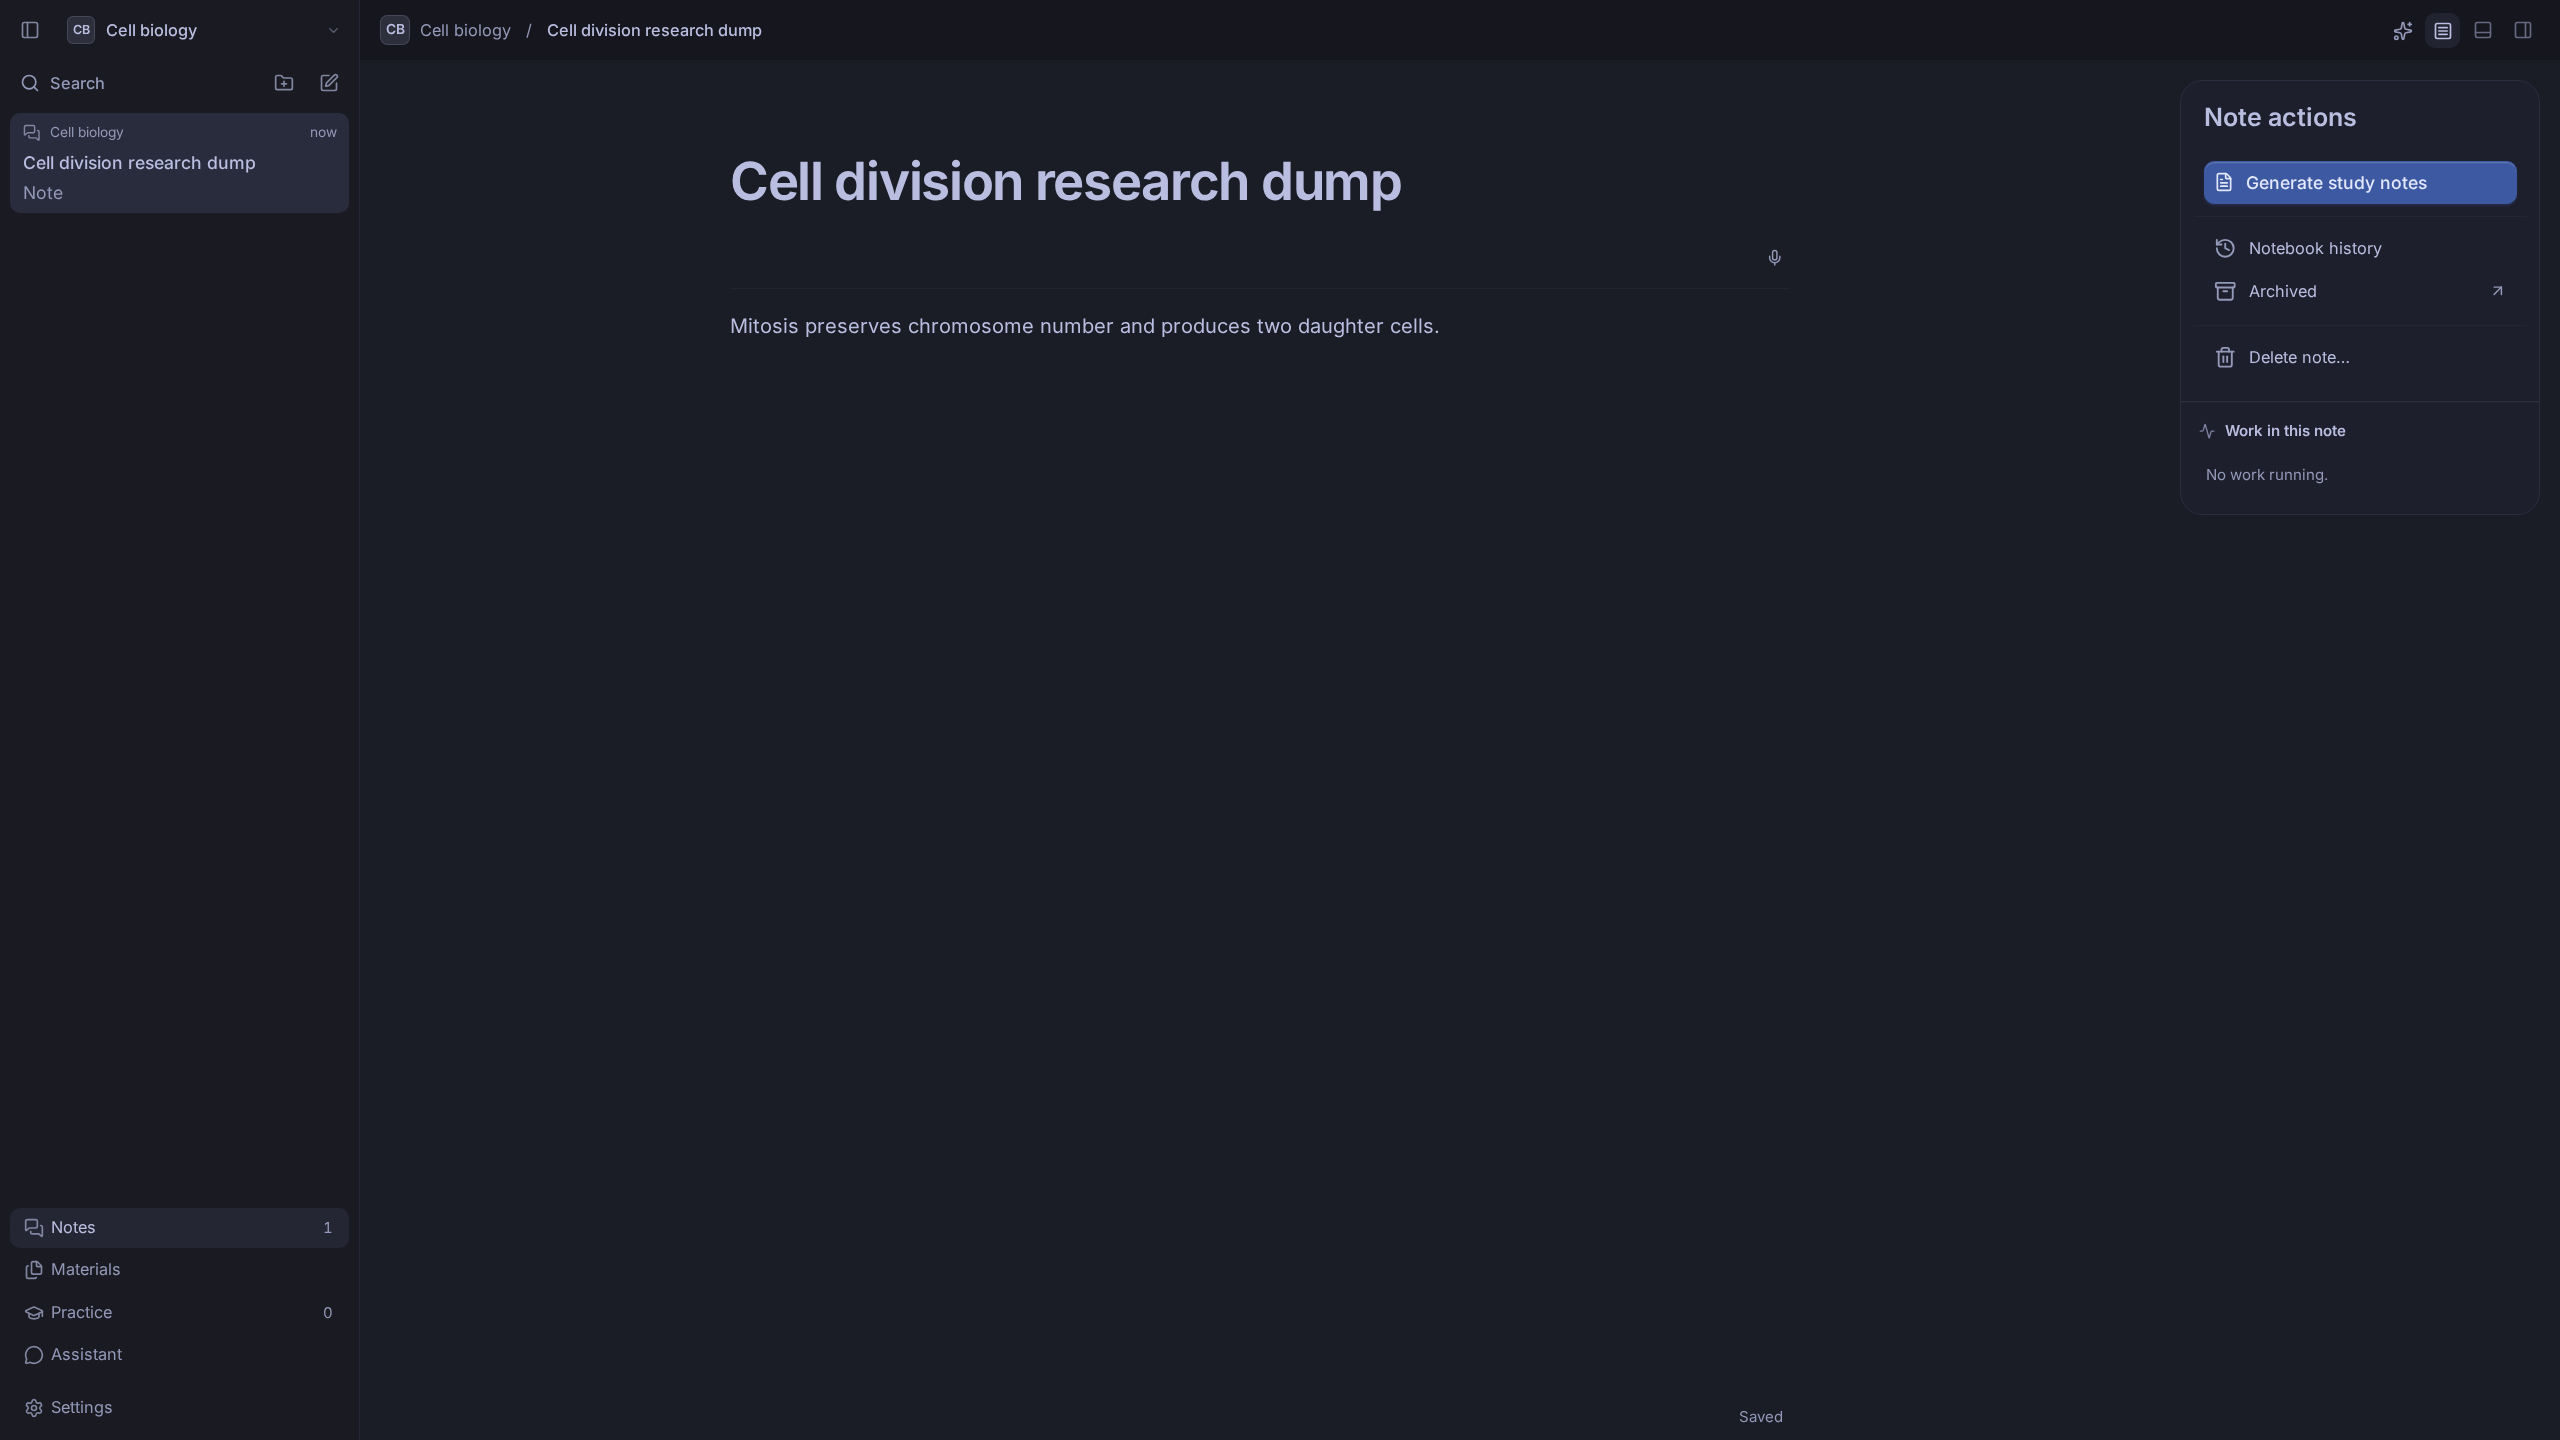 CB Cell biology
Search
Cell biology now
Cell division research dump
Note
Notes 1
Materials
Practice 0
Assistant
Settings
CB Cell biology / Cell division research dump
Cell division research dump
Mitosis preserves chromosome number and produces two daughter cells.
Saved
Note actions
Generate study notes
Notebook history
Archived
Delete note...
Work in this note
No work running.